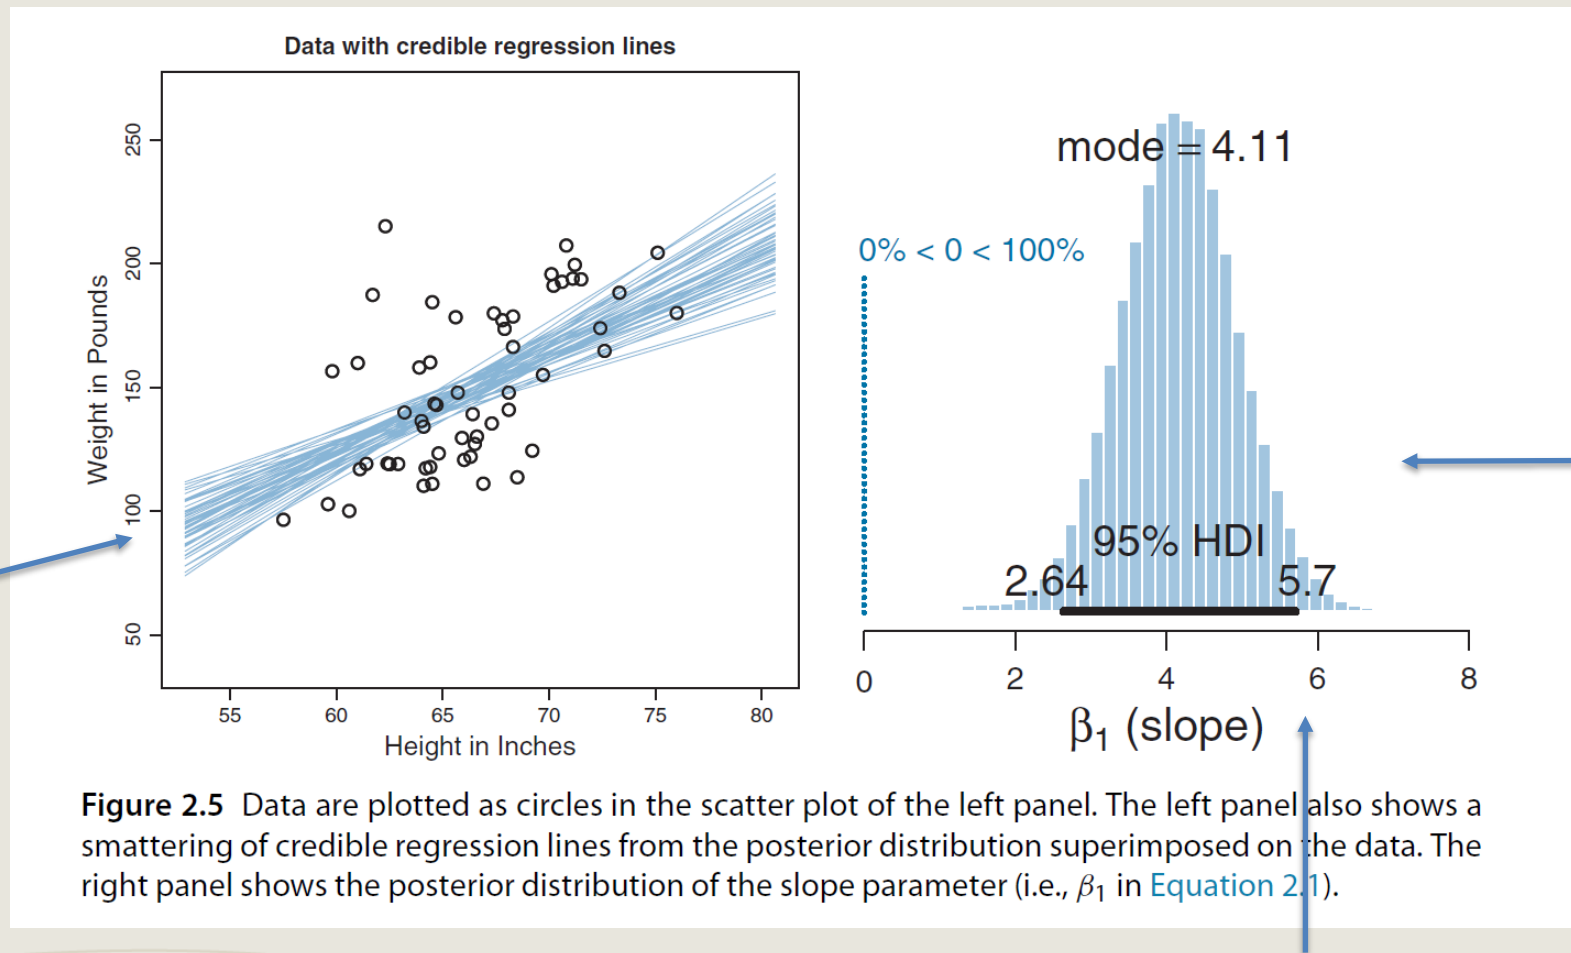 Data with credible regression lines
250
200
150
100
50
Weight in Pounds
55 60 65 70 75 80
Height in Inches
mode = 4.11
0% < 0 < 100%
95% HDI
2.64 5.7
0 2 4 6 8
β₁ (slope)
Figure 2.5 Data are plotted as circles in the scatter plot of the left panel. The left panel also shows a
smattering of credible regression lines from the posterior distribution superimposed on the data. The
right panel shows the posterior distribution of the slope parameter (i.e., β₁ in Equation 2.1).